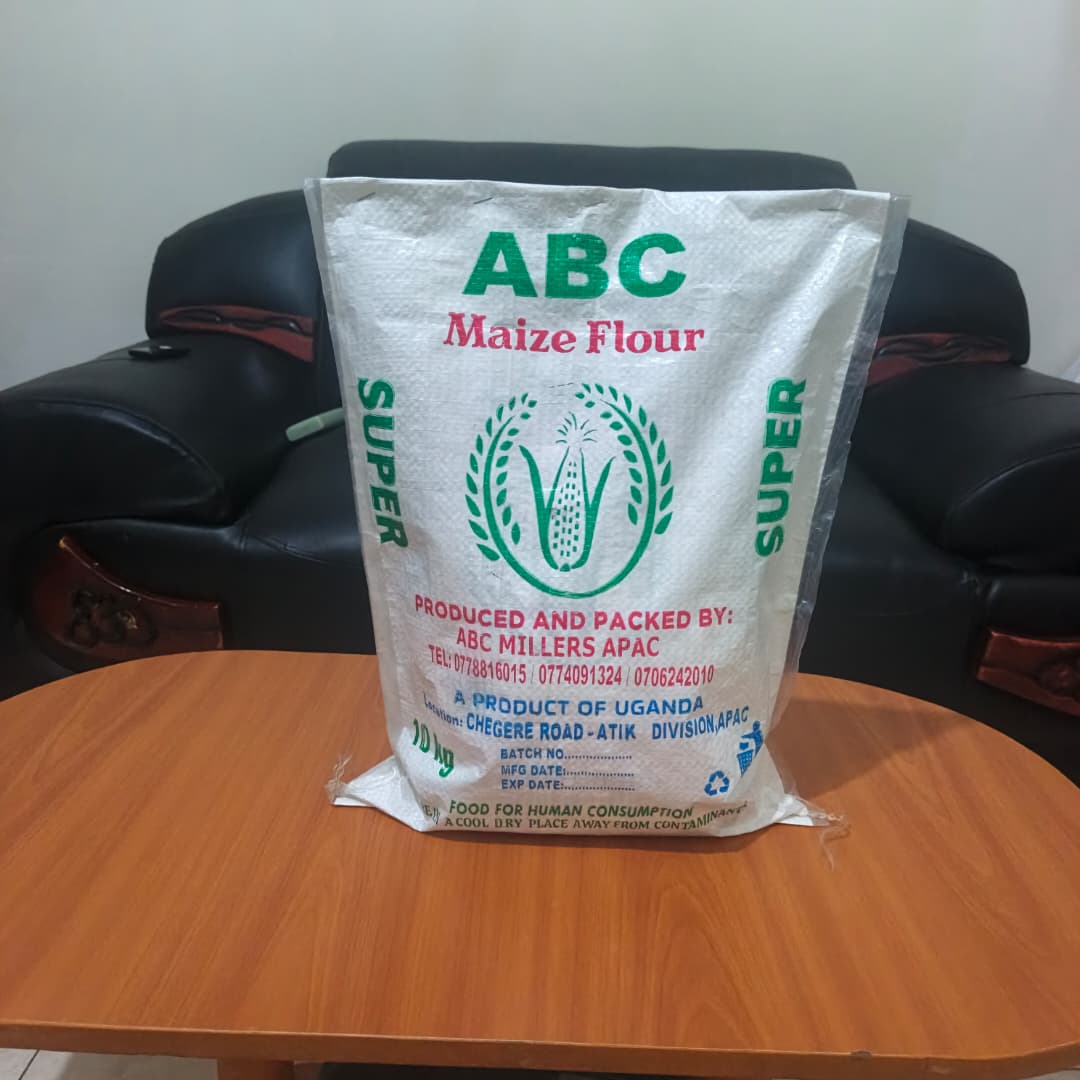 ABC
Maize Flour
SUPER
SUPER
PRODUCED AND PACKED BY:
ABC MILLERS APAC
TEL: 0778816015 / 0774091324 / 0706242010
A PRODUCT OF UGANDA
Location: CHEGERE ROAD - ATIK DIVISION, APAC
10 kg
BATCH NO...................
MFG DATE:...................
EXP DATE:....................
FOOD FOR HUMAN CONSUMPTION
A COOL DRY PLACE AWAY FROM CONTAMINANTS